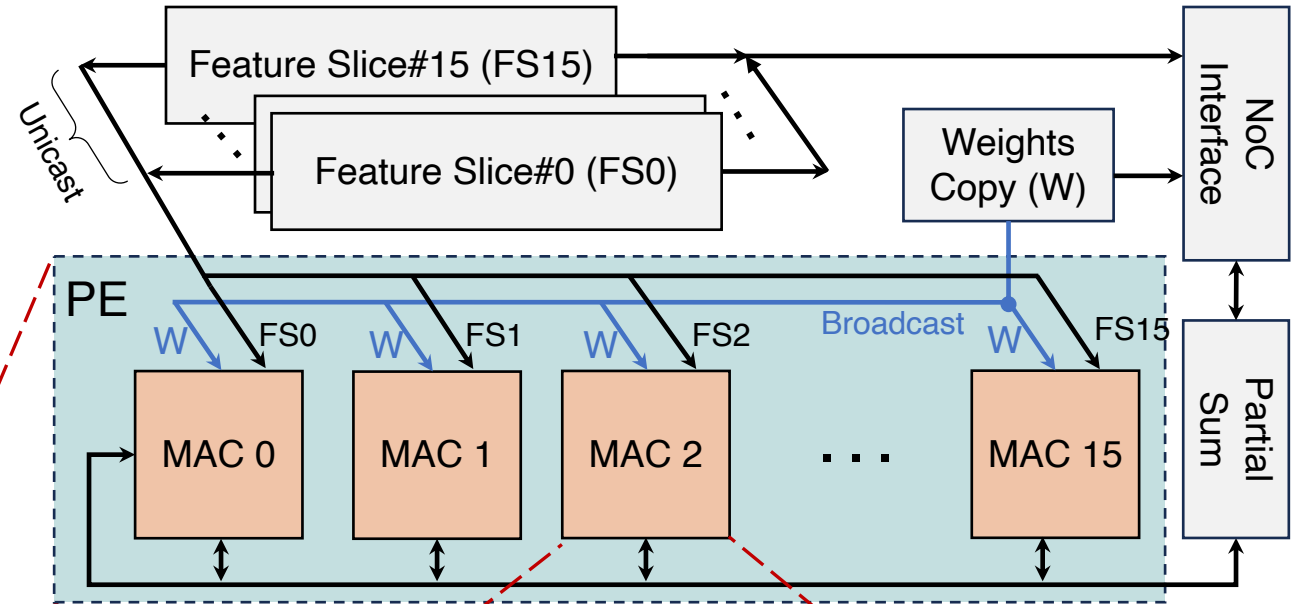 Feature Slice#15 (FS15)
Feature Slice#0 (FS0)
Unicast
Weights
Copy (W)
NoC
Interface
PE
Broadcast
W
FS0
W
FS1
W
FS2
W
FS15
MAC 0
MAC 1
MAC 2
. . .
MAC 15
Partial
Sum